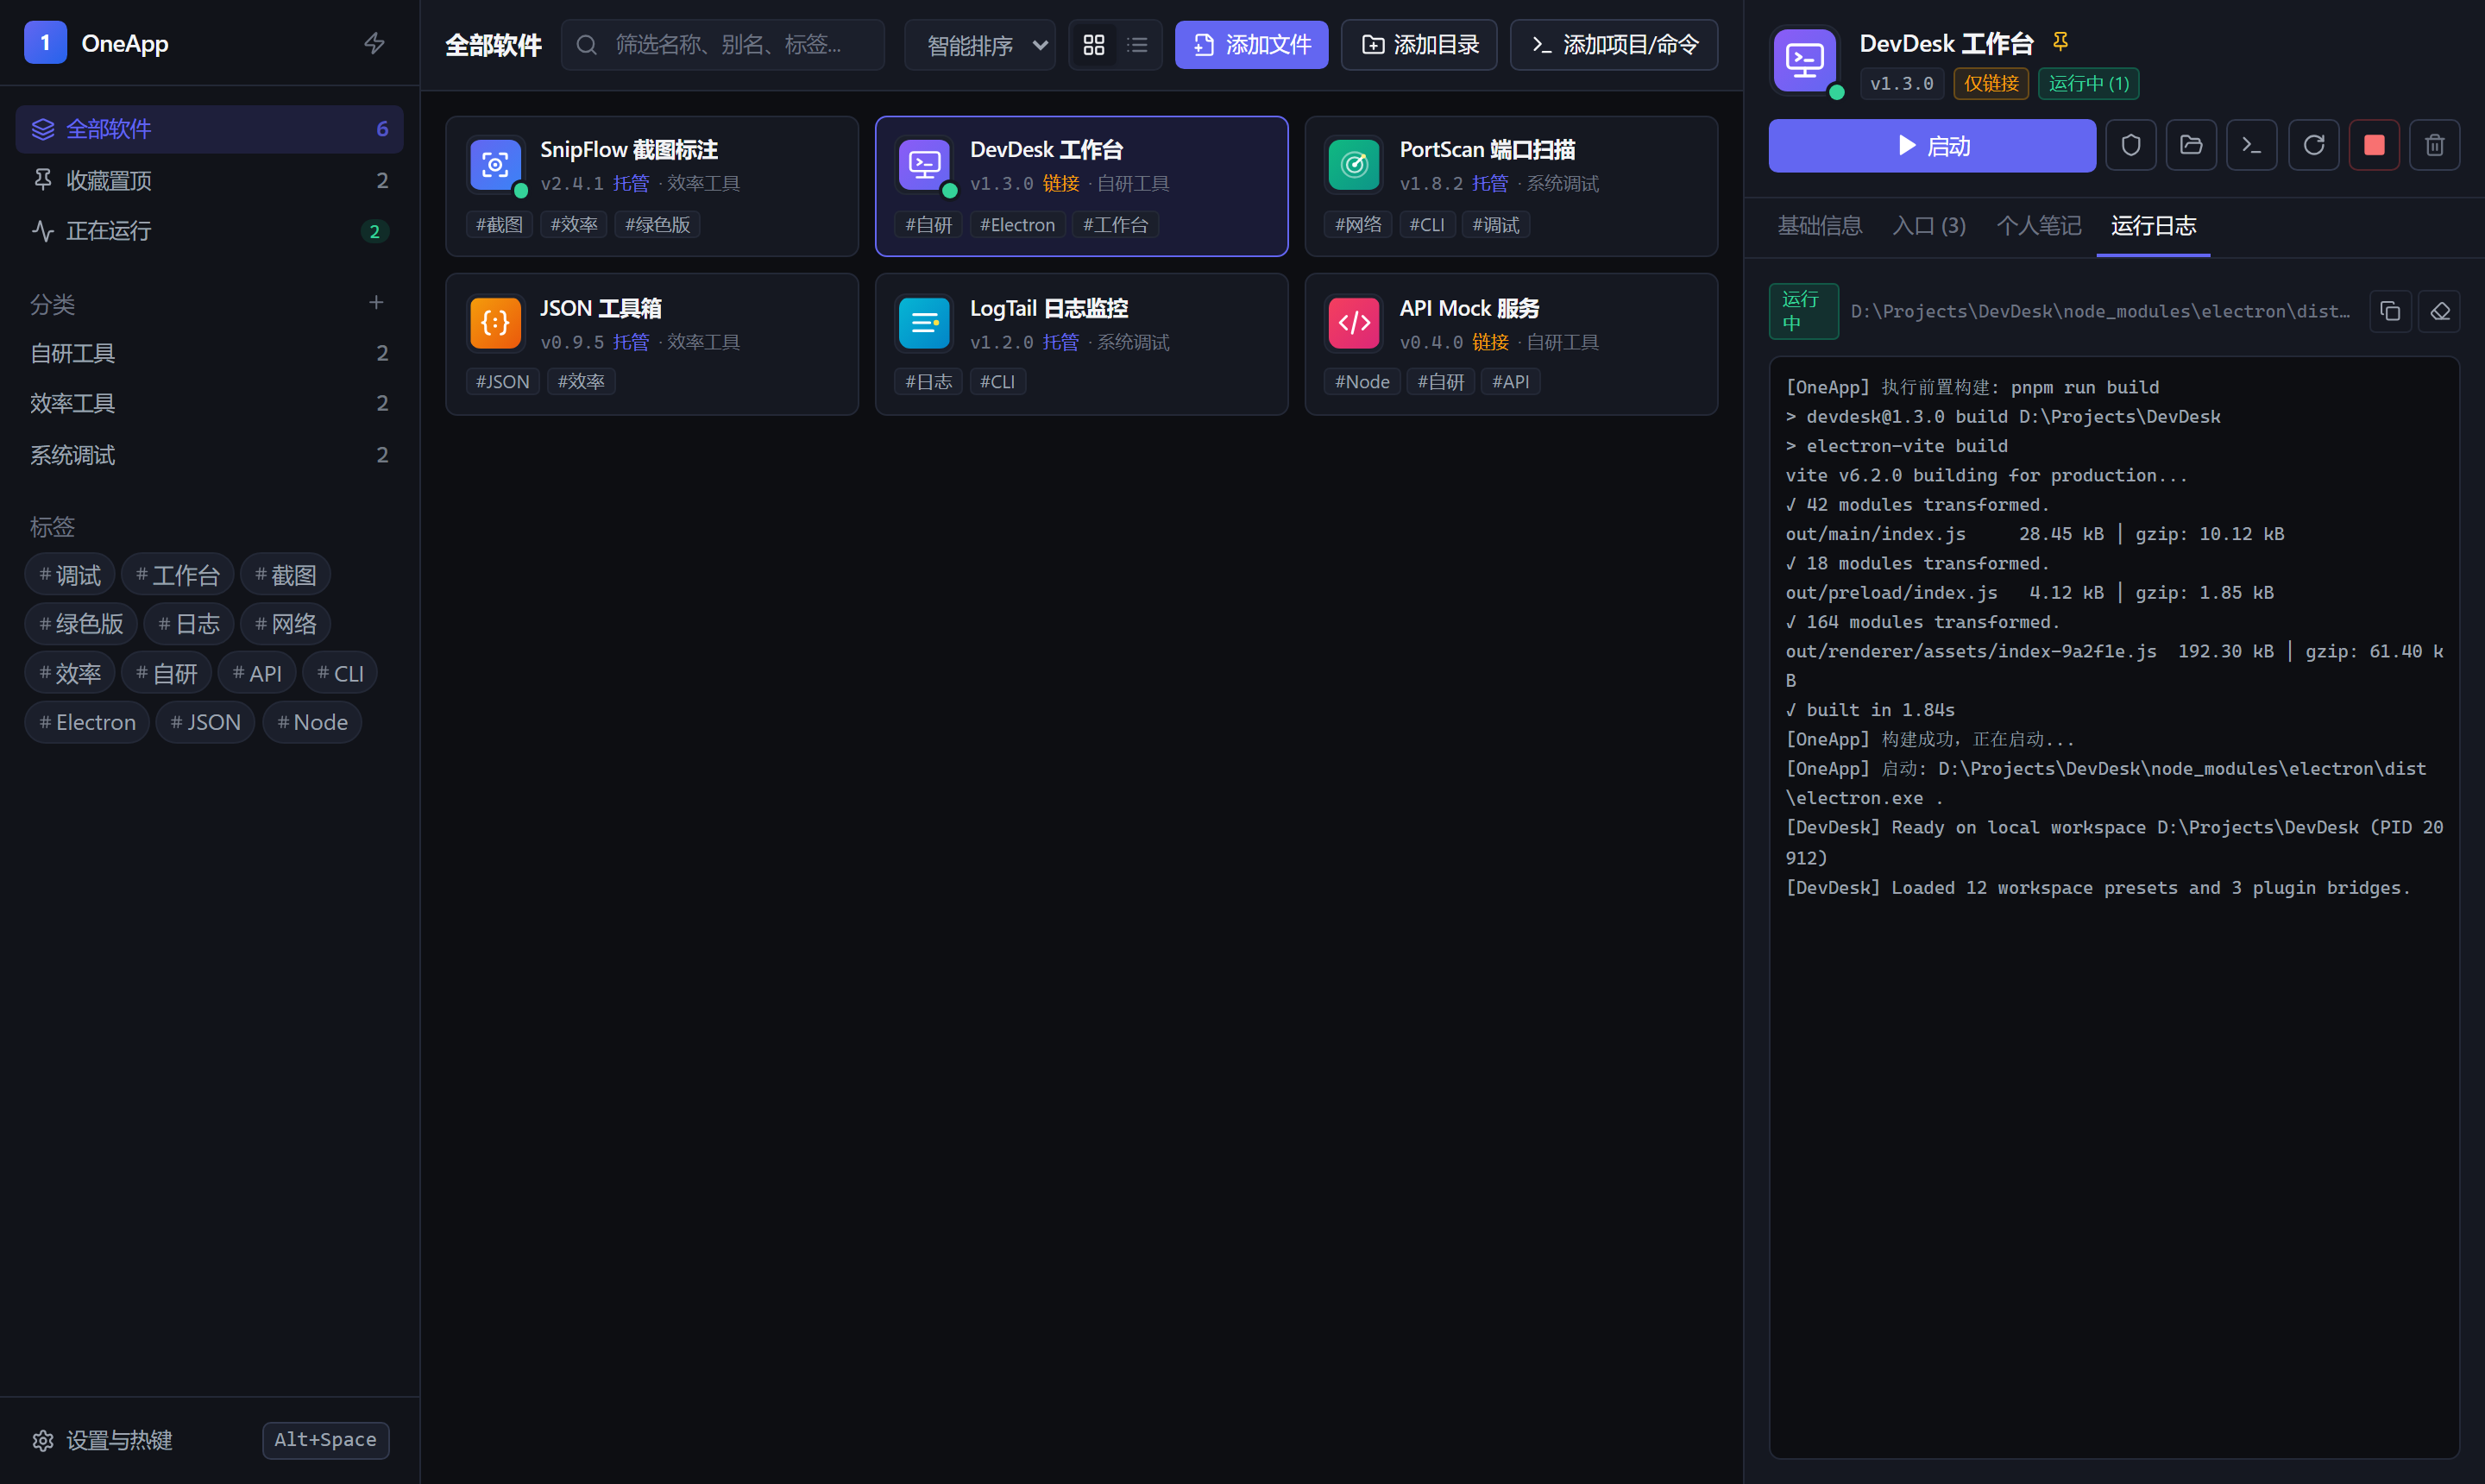 1 OneApp
全部软件 6
收藏置顶 2
正在运行 2
分类 +
自研工具 2
效率工具 2
系统调试 2
标签
#调试 #工作台 #截图
#绿色版 #日志 #网络
#效率 #自研 #API #CLI
#Electron #JSON #Node
设置与热键 Alt+Space
全部软件 筛选名称、别名、标签... 智能排序 添加文件 添加目录 添加项目/命令
SnipFlow 截图标注
v2.4.1 托管 · 效率工具
#截图 #效率 #绿色版
DevDesk 工作台
v1.3.0 链接 · 自研工具
#自研 #Electron #工作台
PortScan 端口扫描
v1.8.2 托管 · 系统调试
#网络 #CLI #调试
JSON 工具箱
v0.9.5 托管 · 效率工具
#JSON #效率
LogTail 日志监控
v1.2.0 托管 · 系统调试
#日志 #CLI
API Mock 服务
v0.4.0 链接 · 自研工具
#Node #自研 #API
DevDesk 工作台
v1.3.0 仅链接 运行中 (1)
启动
基础信息 入口 (3) 个人笔记 运行日志
运行
中
D:\Projects\DevDesk\node_modules\electron\dist…
[OneApp] 执行前置构建: pnpm run build
> devdesk@1.3.0 build D:\Projects\DevDesk
> electron-vite build
vite v6.2.0 building for production...
✓ 42 modules transformed.
out/main/index.js     28.45 kB │ gzip: 10.12 kB
✓ 18 modules transformed.
out/preload/index.js   4.12 kB │ gzip: 1.85 kB
✓ 164 modules transformed.
out/renderer/assets/index-9a2f1e.js  192.30 kB │ gzip: 61.40 k
B
✓ built in 1.84s
[OneApp] 构建成功，正在启动...
[OneApp] 启动: D:\Projects\DevDesk\node_modules\electron\dist
\electron.exe .
[DevDesk] Ready on local workspace D:\Projects\DevDesk (PID 20
912)
[DevDesk] Loaded 12 workspace presets and 3 plugin bridges.